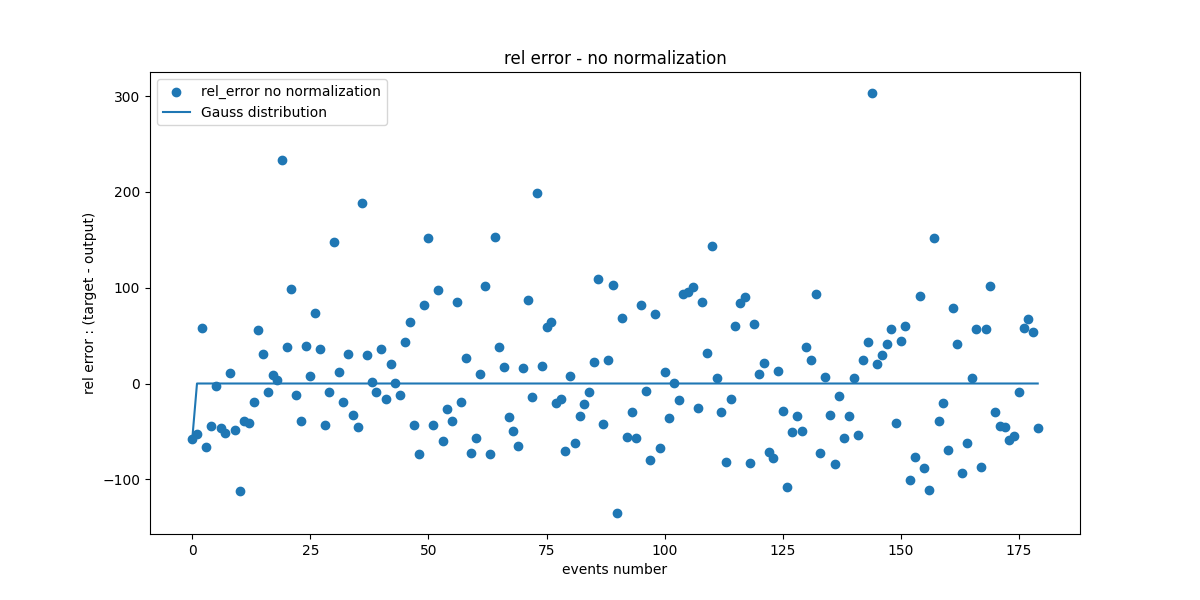 rel error - no normalization
rel_error no normalization
Gauss distribution
300
200
100
0
−100
rel error : (target - output)
0 25 50 75 100 125 150 175
events number